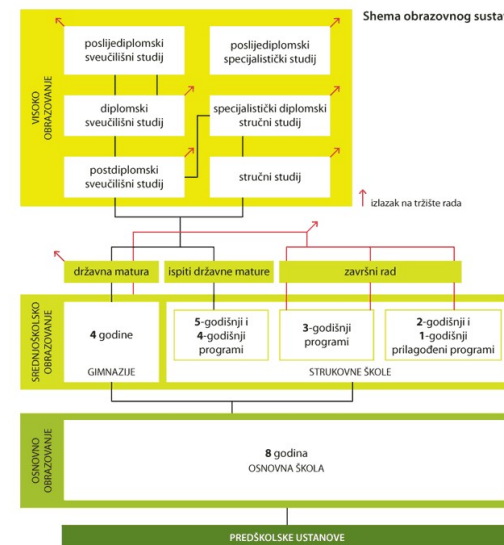 Shema obrazovnog susta
VISOKO
OBRAZOVANJE
poslijediplomski
sveučilišni studij
poslijediplomski
specijalistički studij
diplomski
sveučilišni studij
specijalistički diplomski
stručni studij
postdiplomski
sveučilišni studij
stručni studij
izlazak na tržište rada
državna matura
ispiti državne mature
završni rad
SREDNJOŠKOLSKO
OBRAZOVANJE
4 godine
GIMNAZIJE
5-godišnji i
4-godišnji
programi
3-godišnji
programi
2-godišnji i
1-godišnji
prilagođeni programi
STRUKOVNE ŠKOLE
OSNOVNO
OBRAZOVANJE
8 godina
OSNOVNA ŠKOLA
PREDŠKOLSKE USTANOVE